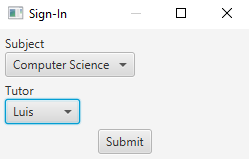 Sign-In
Subject
Computer Science
Tutor
Luis
Submit